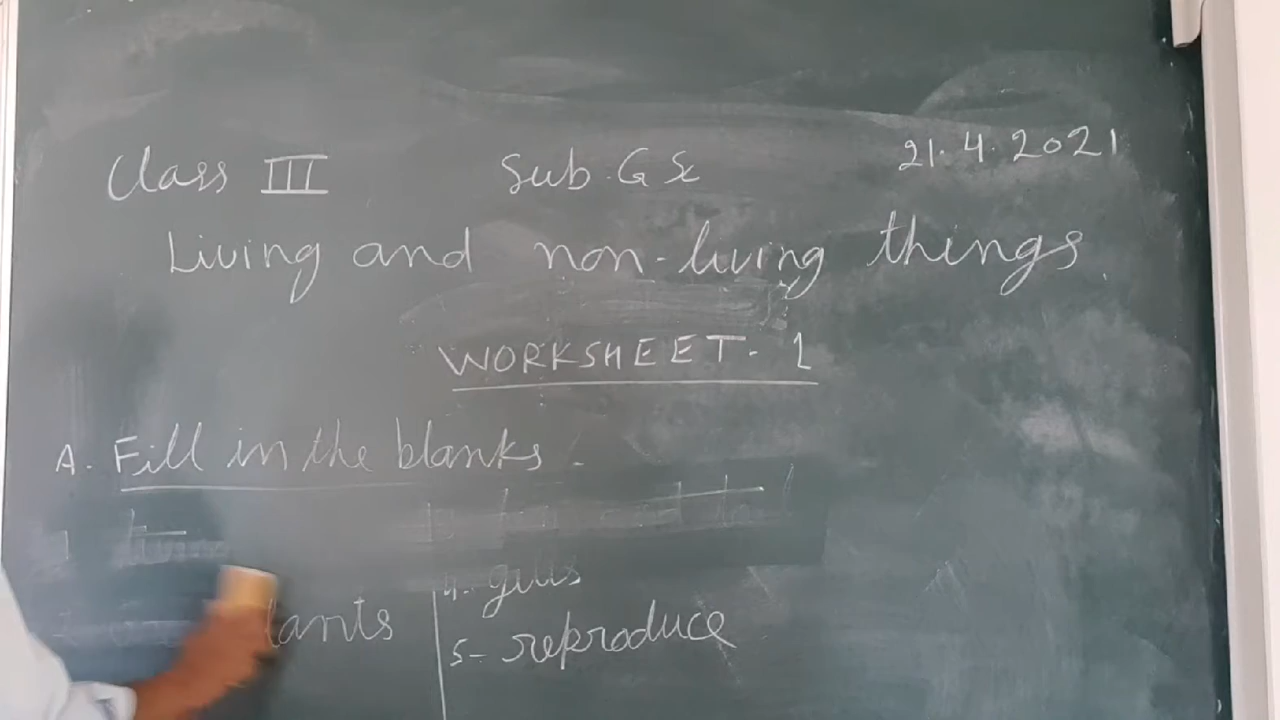 Class III Sub. G Sc 21.4.2021
Living and non-living things.
WORKSHEET-1
A. Fill in the blanks.
4. gills
lants
5- reproduce